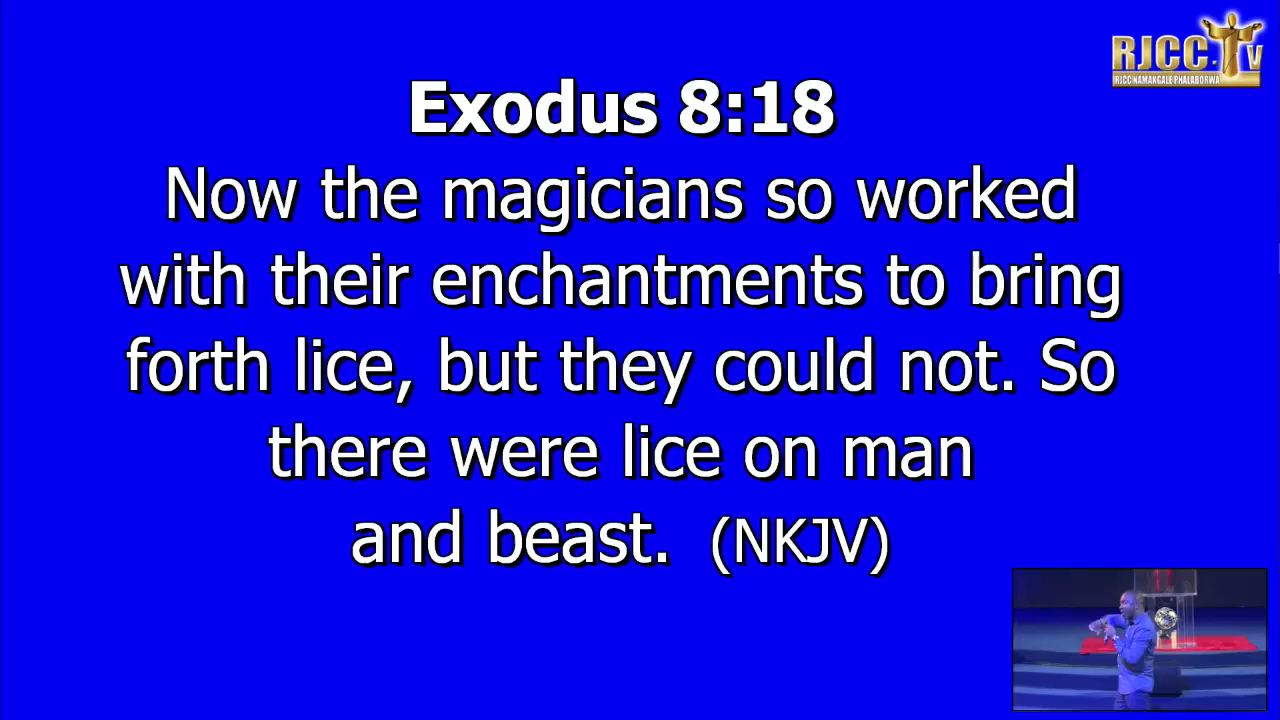 RJCC TV
RJCC NAMAKGALE PHALABORWA
Exodus 8:18
Now the magicians so worked
with their enchantments to bring
forth lice, but they could not. So
there were lice on man
and beast. (NKJV)